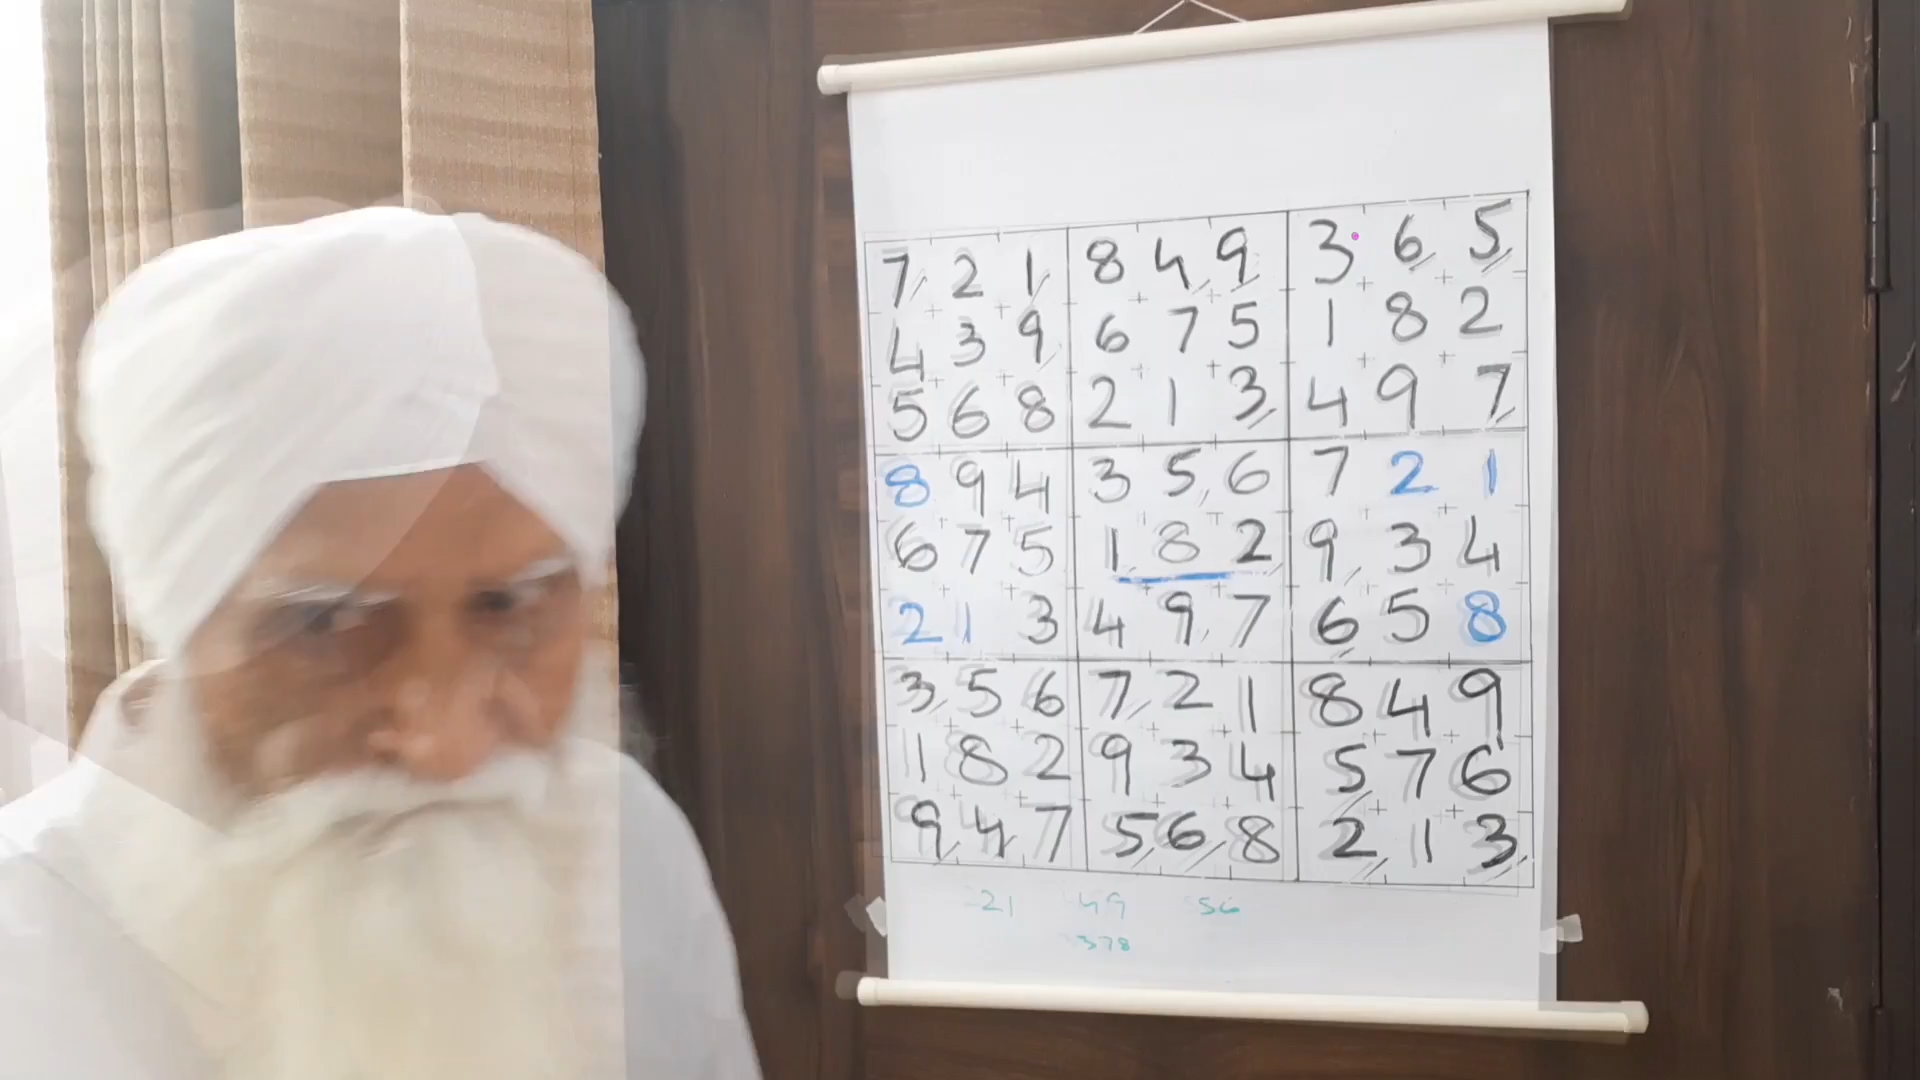 7 2 1 8 4 9 3 6 5
4 3 9 6 7 5 1 8 2
5 6 8 2 1 3 4 9 7
8 9 4 3 5 6 7 2 1
6 7 5 1 8 2 9 3 4
2 1 3 4 9 7 6 5 8
3 5 6 7 2 1 8 4 9
1 8 2 9 3 4 5 7 6
9 4 7 5 6 8 2 1 3
21 49 56
378